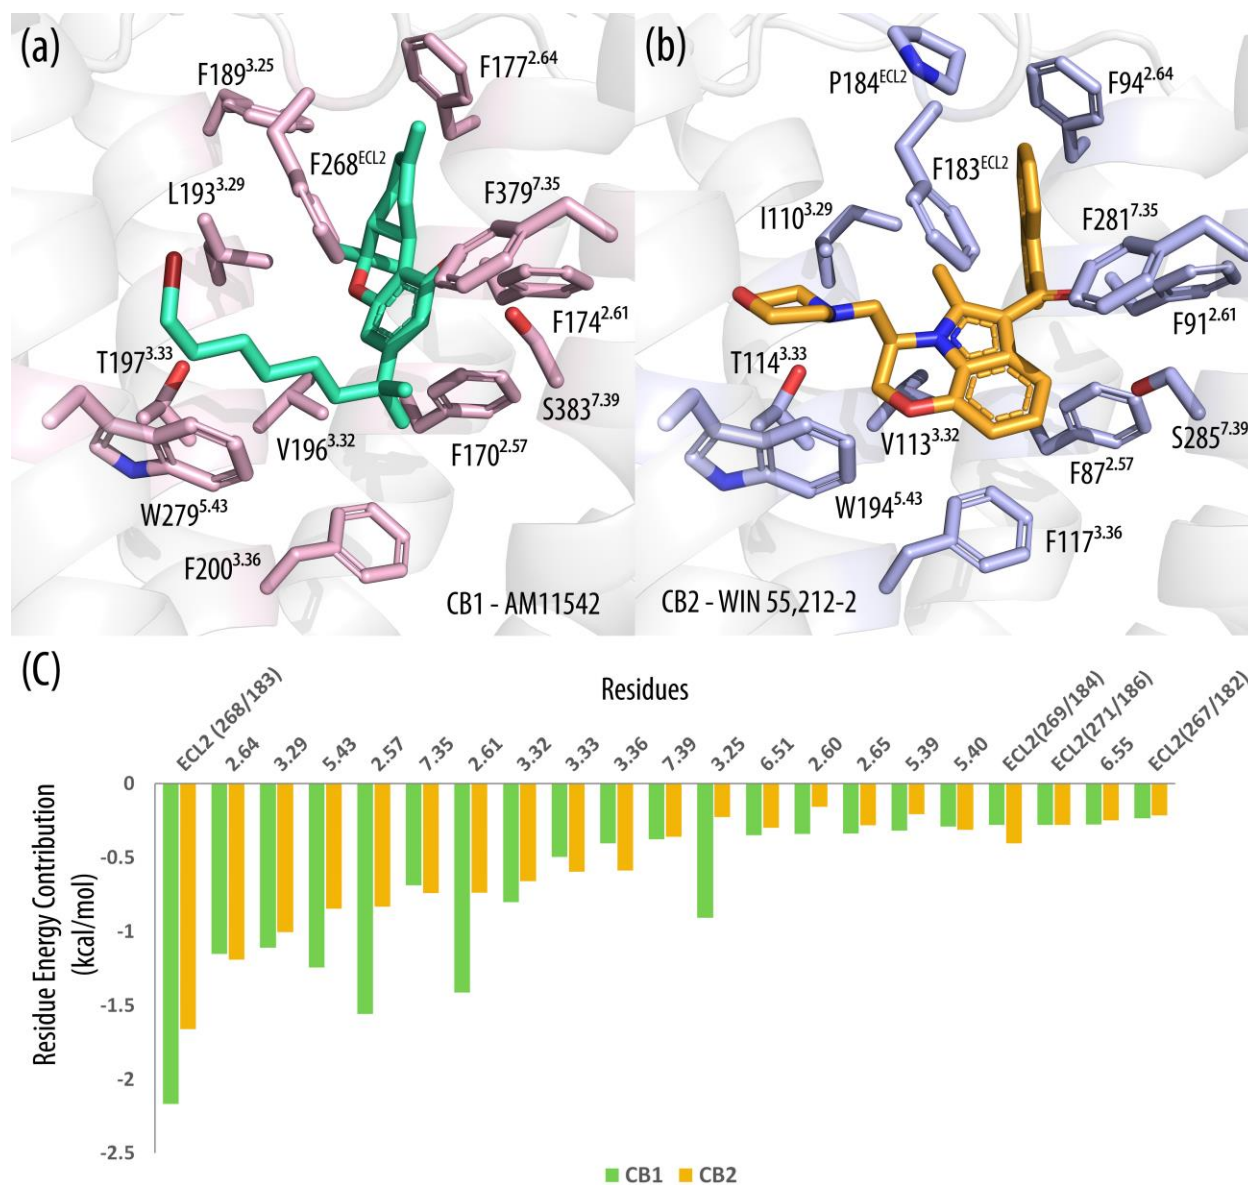 (a)
F189^3.25
F177^2.64
F268^ECL2
L193^3.29
F379^7.35
F174^2.61
T197^3.33
S383^7.39
V196^3.32
F170^2.57
W279^5.43
F200^3.36
CB1 - AM11542
(b)
P184^ECL2
F94^2.64
F183^ECL2
I110^3.29
F281^7.35
F91^2.61
T114^3.33
V113^3.32
S285^7.39
F87^2.57
W194^5.43
F117^3.36
CB2 - WIN 55,212-2
(C)
Residues
ECL2 (268/183)
2.64
3.29
5.43
2.57
7.35
2.61
3.32
3.33
3.36
7.39
3.25
6.51
2.60
2.65
5.39
5.40
ECL2(269/184)
ECL2(271/186)
6.55
ECL2(267/182)
Residue Energy Contribution
(kcal/mol)
0
-0.5
-1
-1.5
-2
-2.5
CB1
CB2